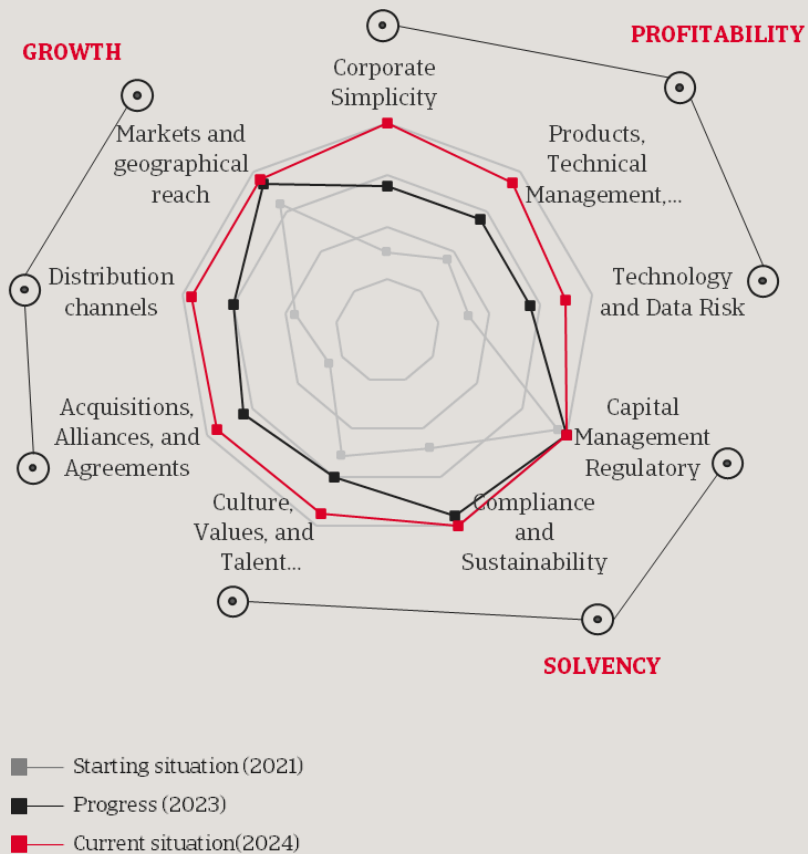 GROWTH
PROFITABILITY
Corporate
Simplicity
Markets and
geographical
reach
Products,
Technical
Management,...
Distribution
channels
Technology
and Data Risk
Acquisitions,
Alliances, and
Agreements
Capital
Management
Regulatory
Culture,
Values, and
Talent...
Compliance
and
Sustainability
SOLVENCY
Starting situation (2021)
Progress (2023)
Current situation(2024)